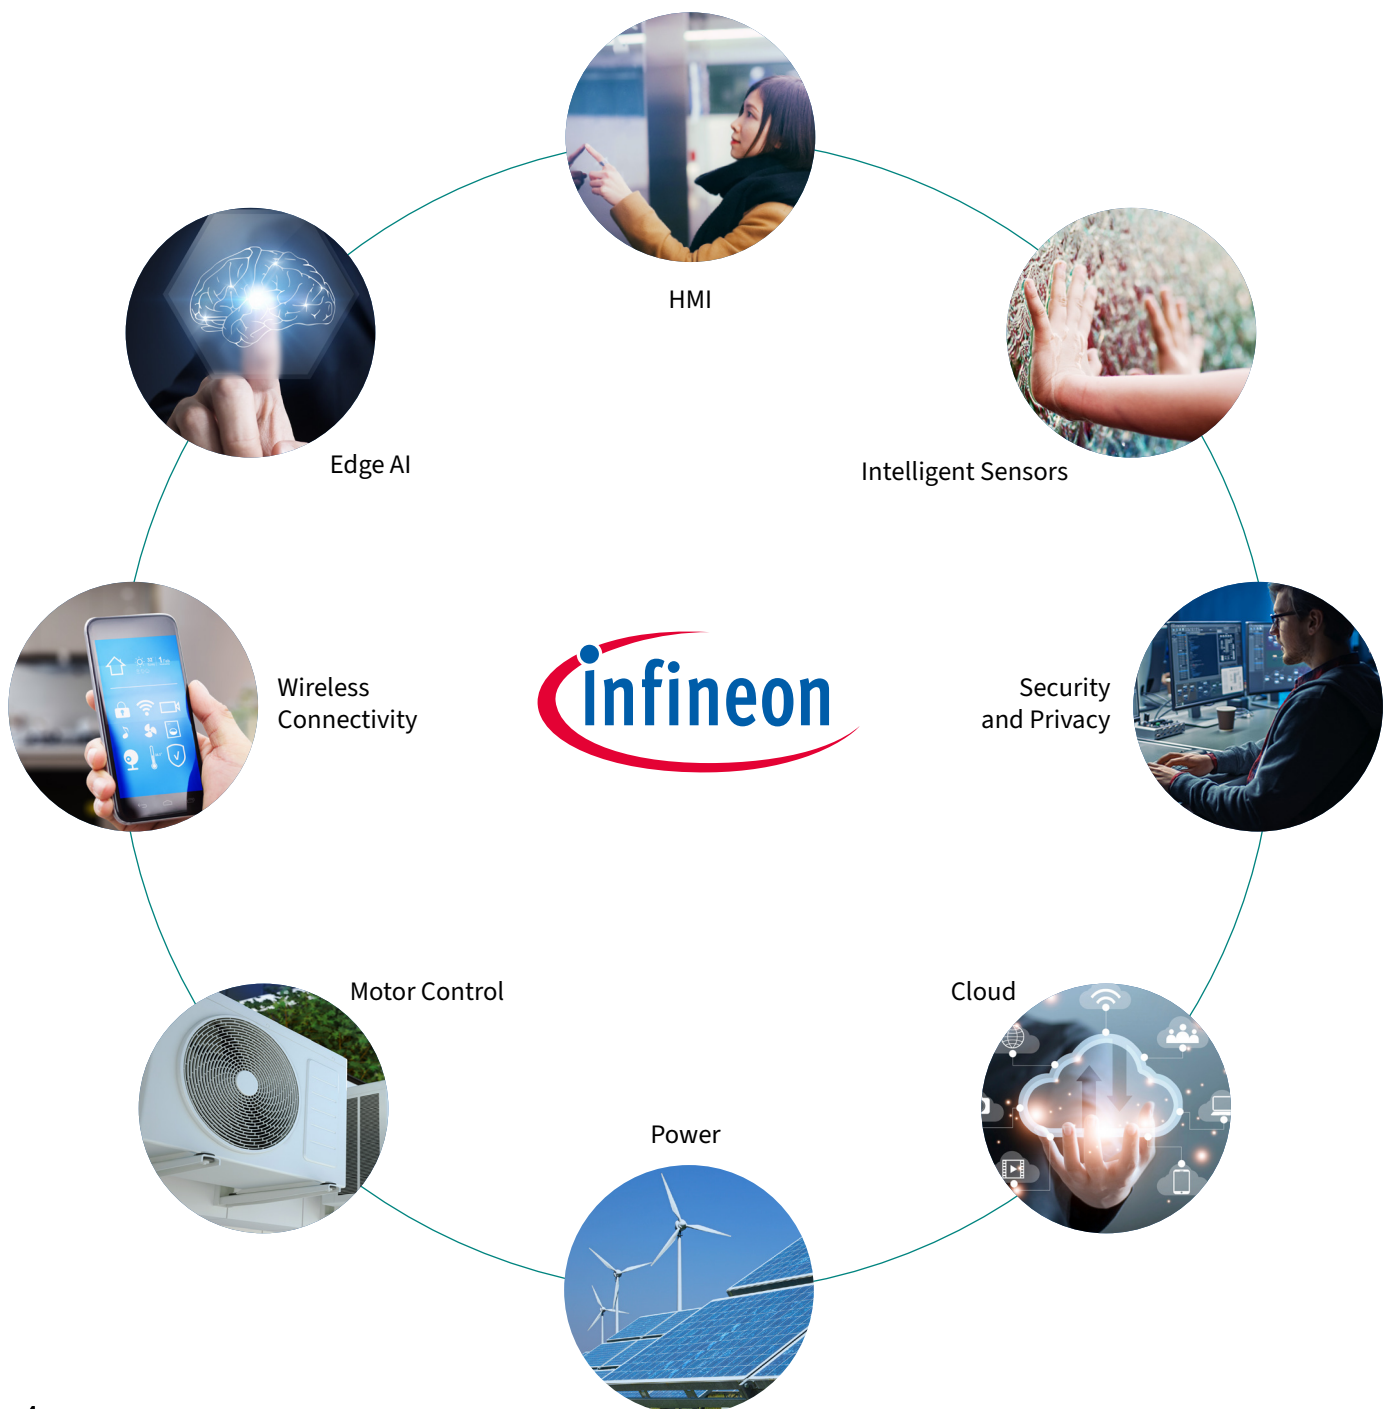 HMI
Edge AI
Intelligent Sensors
infineon
Wireless
Connectivity
Security
and Privacy
Motor Control
Cloud
Power